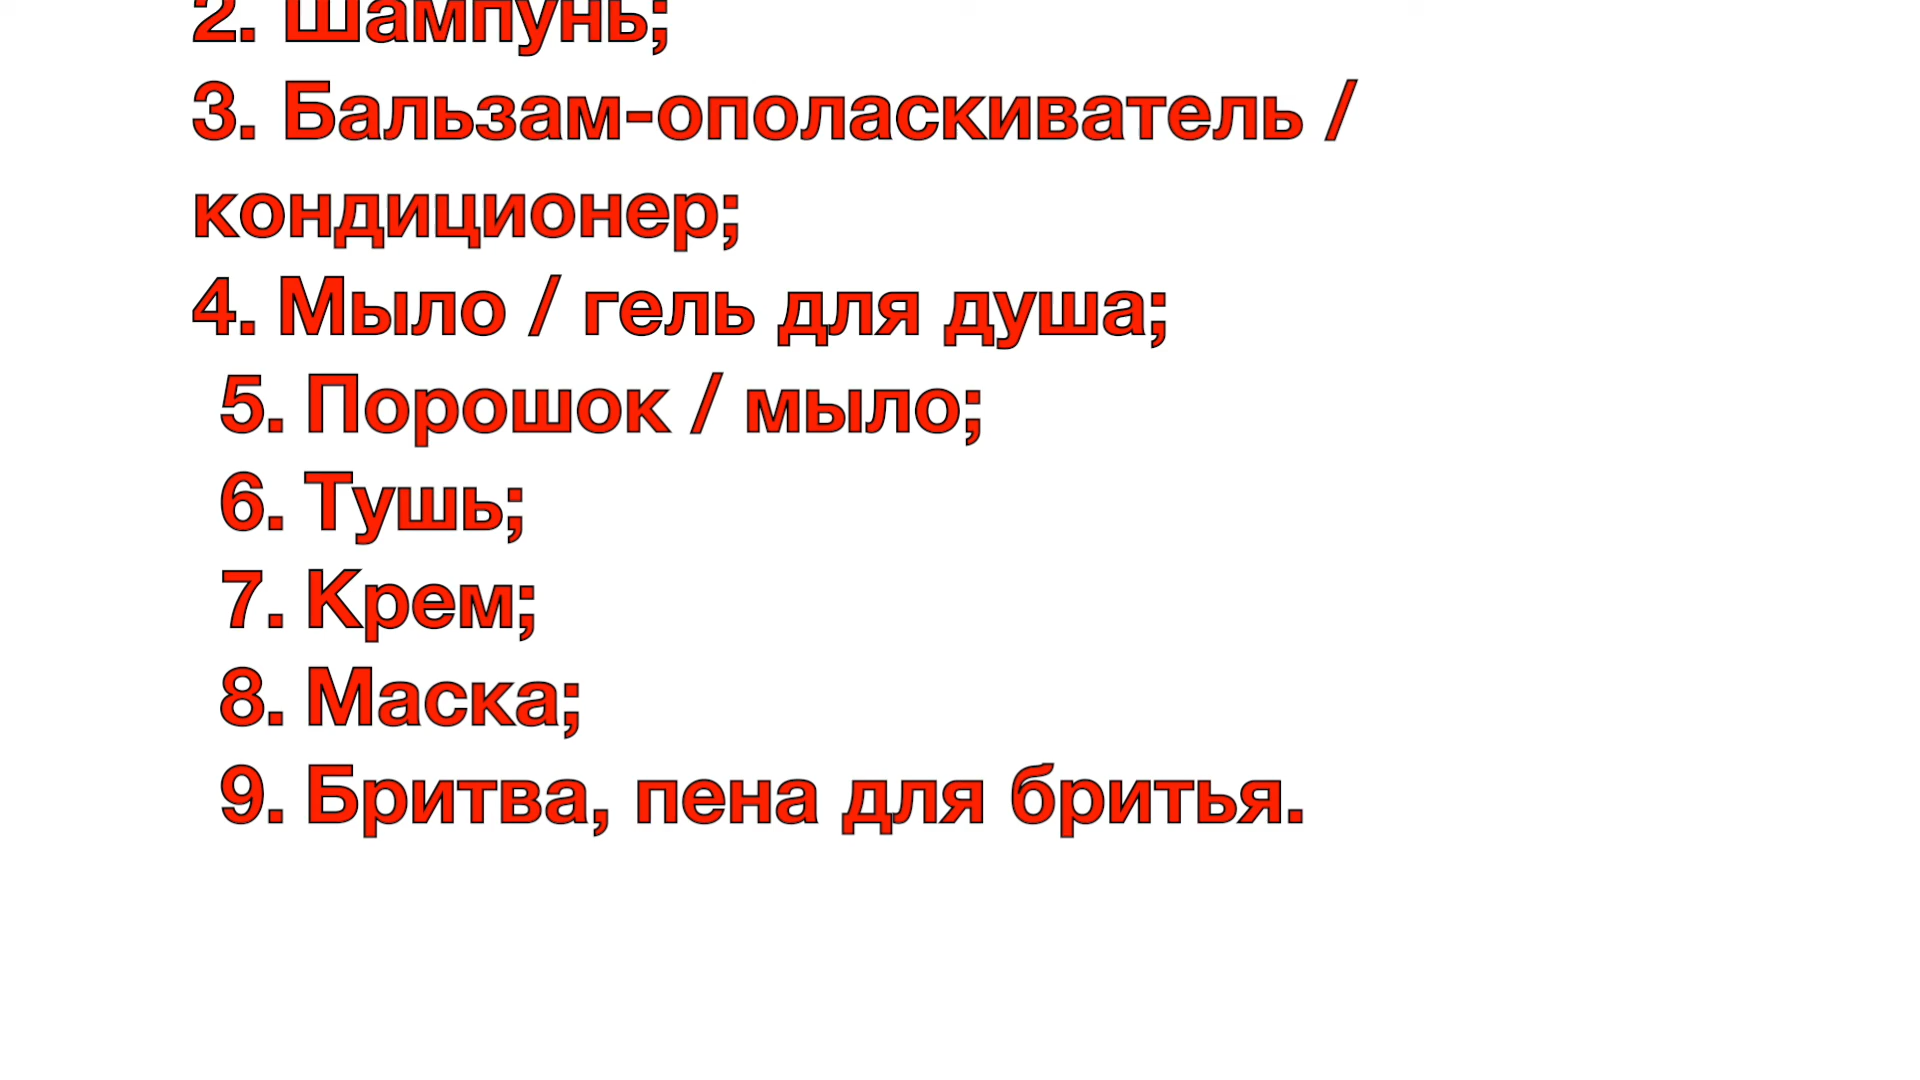 2. Шампунь;
3. Бальзам-ополаскиватель /
кондиционер;
4. Мыло / гель для душа;
5. Порошок / мыло;
6. Тушь;
7. Крем;
8. Маска;
9. Бритва, пена для бритья.